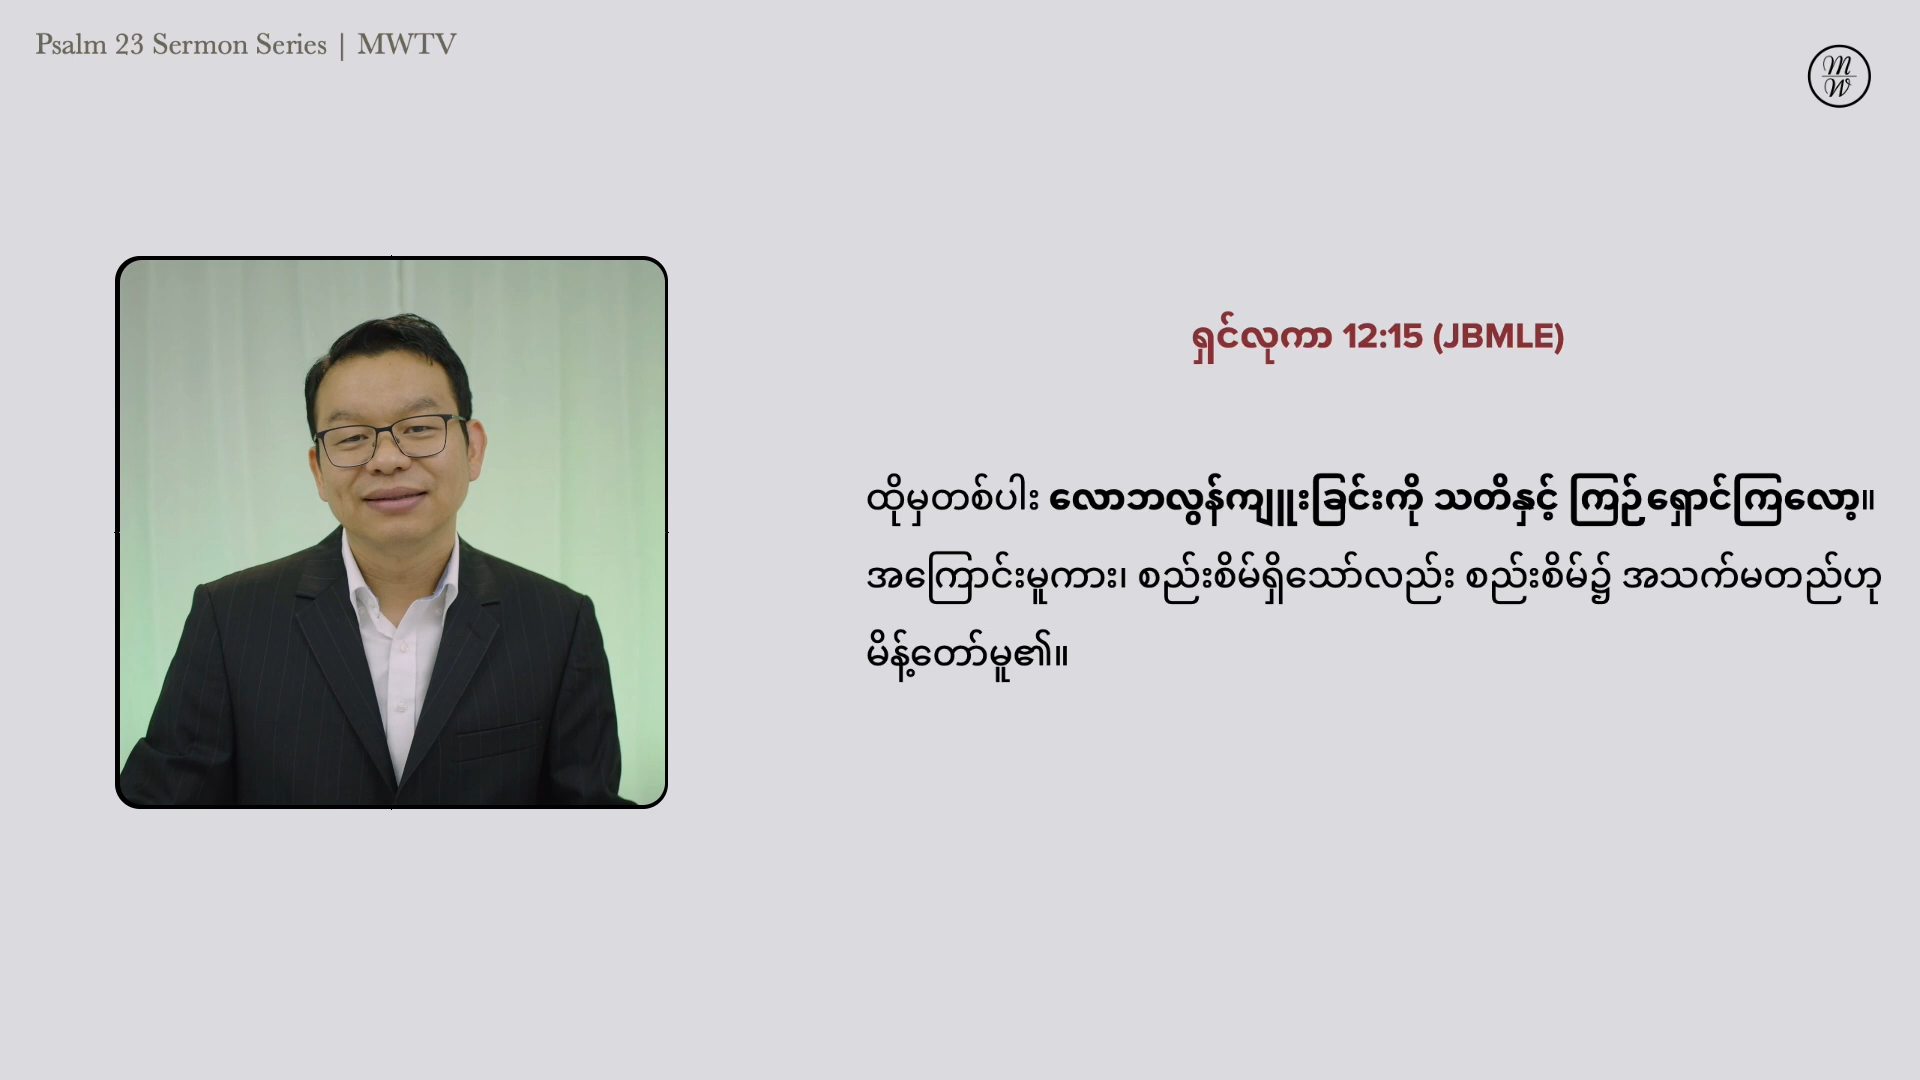 Psalm 23 Sermon Series | MWTV
M
W
ရှင်လုကာ 12:15 (JBMLE)
ထိုမှတစ်ပါး လောဘလွန်ကျူးခြင်းကို သတိနှင့် ကြဉ်ရှောင်ကြလော့။
အကြောင်းမူကား၊ စည်းစိမ်ရှိသော်လည်း စည်းစိမ်၌ အသက်မတည်ဟု
မိန့်တော်မူ၏။